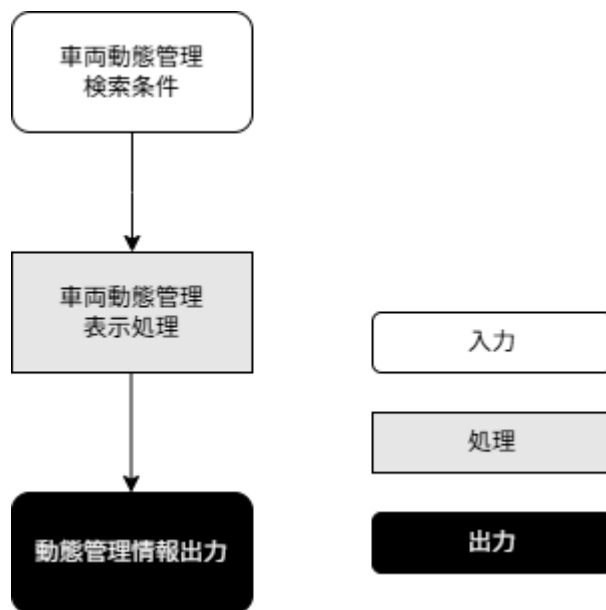 車両動態管理
検索条件
車両動態管理
表示処理
動態管理情報出力
入力
処理
出力